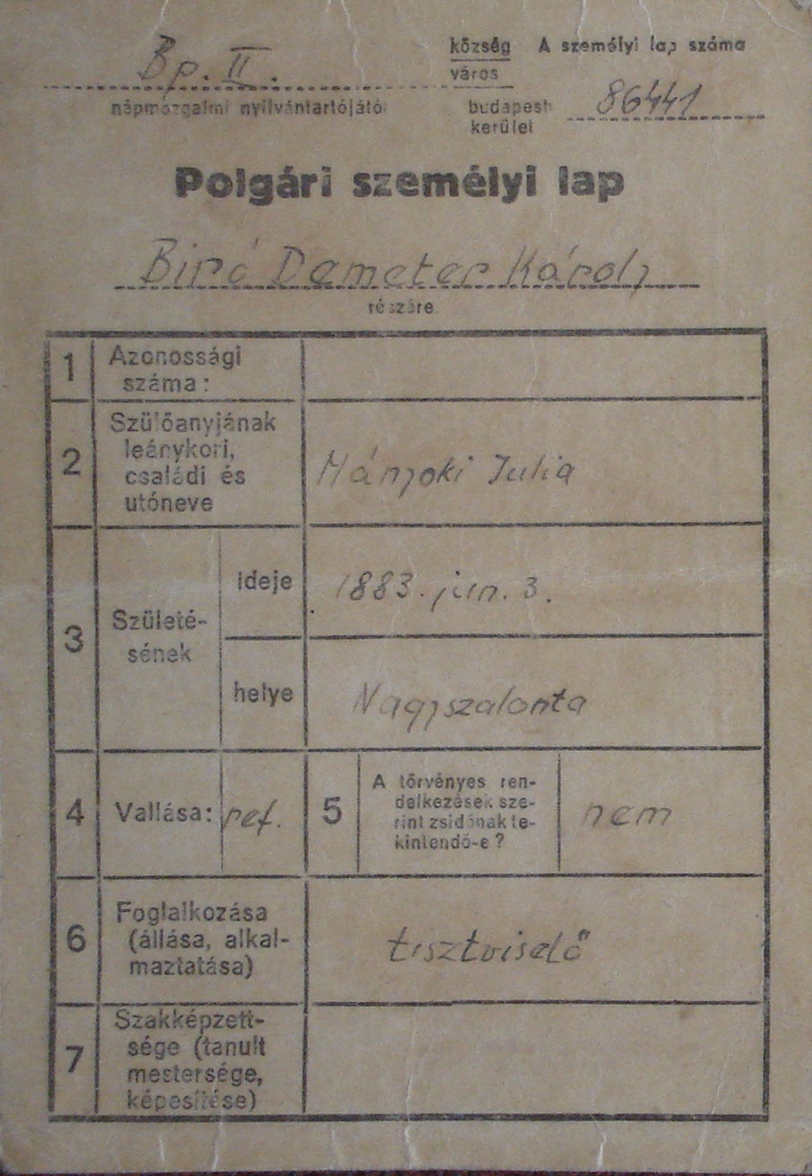 Bp. II.
község A személyi lap száma
város
népmozgalmi nyilvántartójától
budapesti 86441
kerület
Polgári személyi lap
Biró Demeter Károly
részére
1 Azonossági
száma:
2 Szülőanyjának
leánykori,
családi és
utóneve
Mányoki Julia
3 Születé-
sének
ideje 1883. jun. 3.
helye Nagyszalonta
4 Vallása: ref.
5 A törvényes ren-
delkezések sze-
rint zsidónak te-
kintendő-e?
nem
6 Foglalkozása
(állása, alkal-
maztatása)
tisztviselő
7 Szakképzett-
sége (tanult
mestersége,
képesítése)